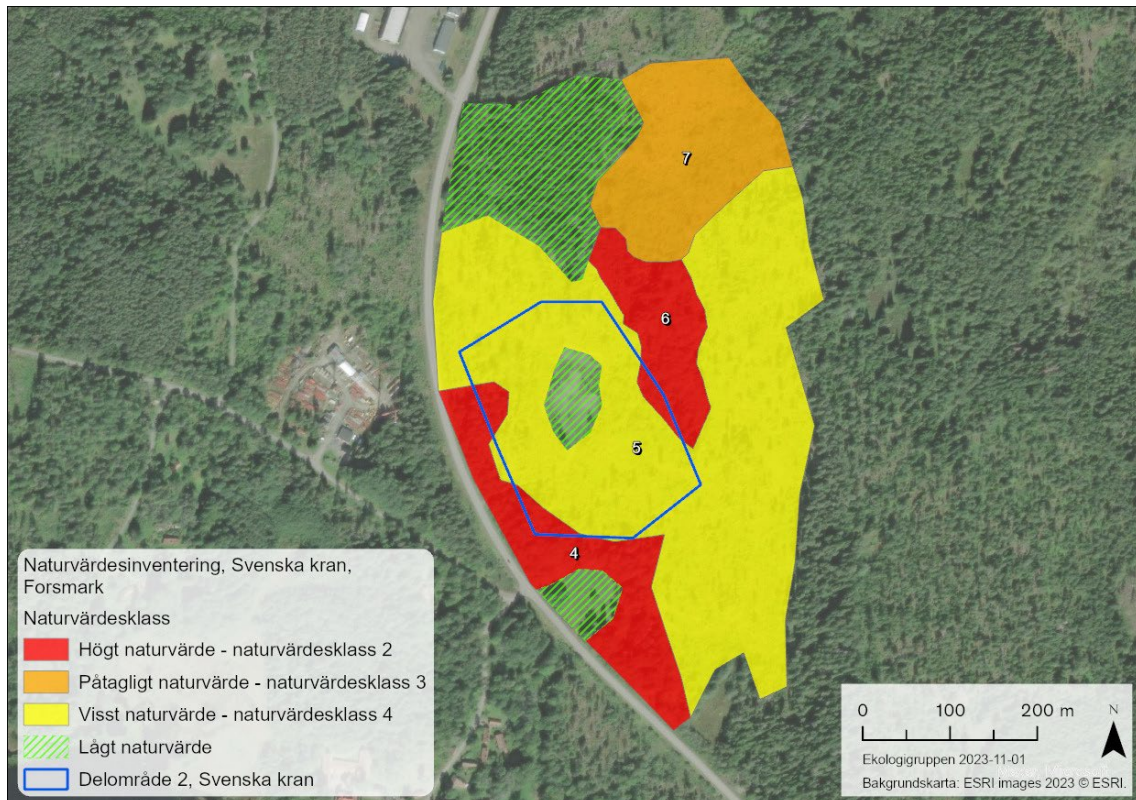 7
6
5
4
Naturvärdesinventering, Svenska kran,
Forsmark
Naturvärdesklass
Högt naturvärde - naturvärdesklass 2
Påtagligt naturvärde - naturvärdesklass 3
Visst naturvärde - naturvärdesklass 4
Lågt naturvärde
Delområde 2, Svenska kran
0 100 200 m
N
Ekologigruppen 2023-11-01
Bakgrundskarta: ESRI images 2023 © ESRI.